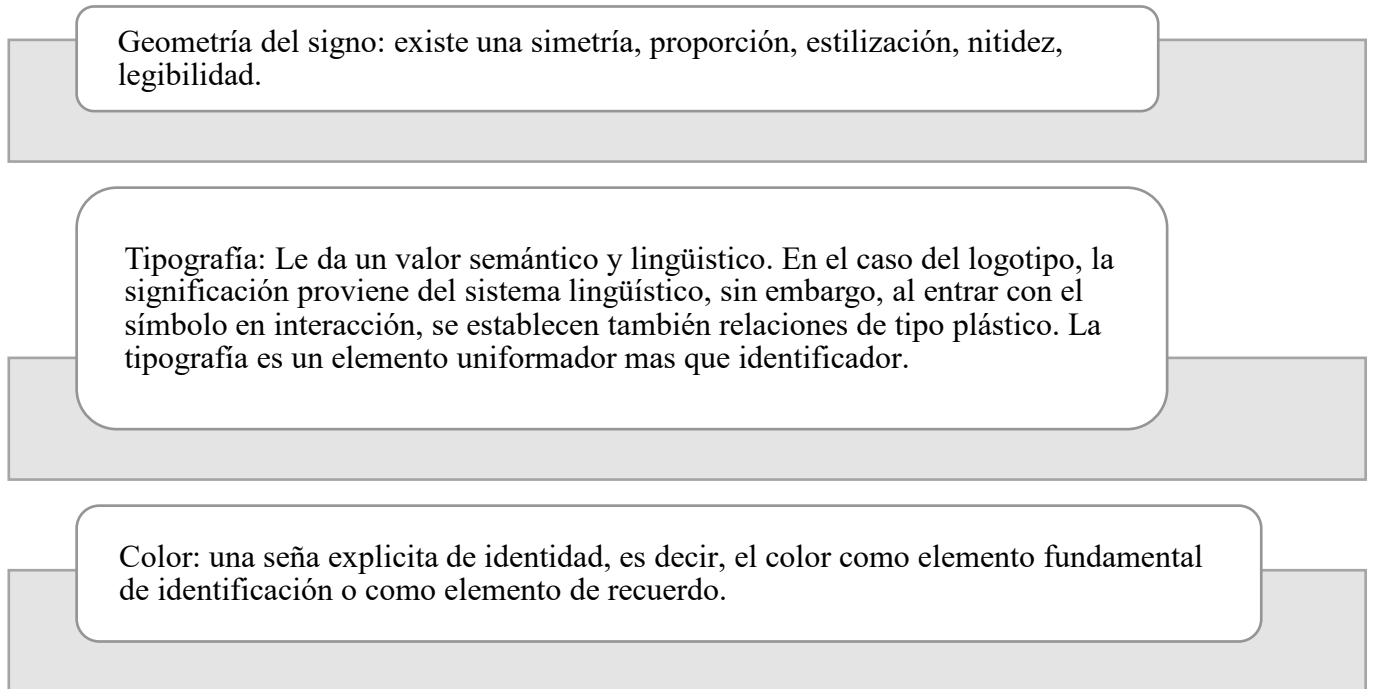 Geometría del signo: existe una simetría, proporción, estilización, nitidez,
legibilidad.
Tipografía: Le da un valor semántico y lingüistico. En el caso del logotipo, la
significación proviene del sistema lingüístico, sin embargo, al entrar con el
símbolo en interacción, se establecen también relaciones de tipo plástico. La
tipografía es un elemento uniformador mas que identificador.
Color: una seña explicita de identidad, es decir, el color como elemento fundamental
de identificación o como elemento de recuerdo.